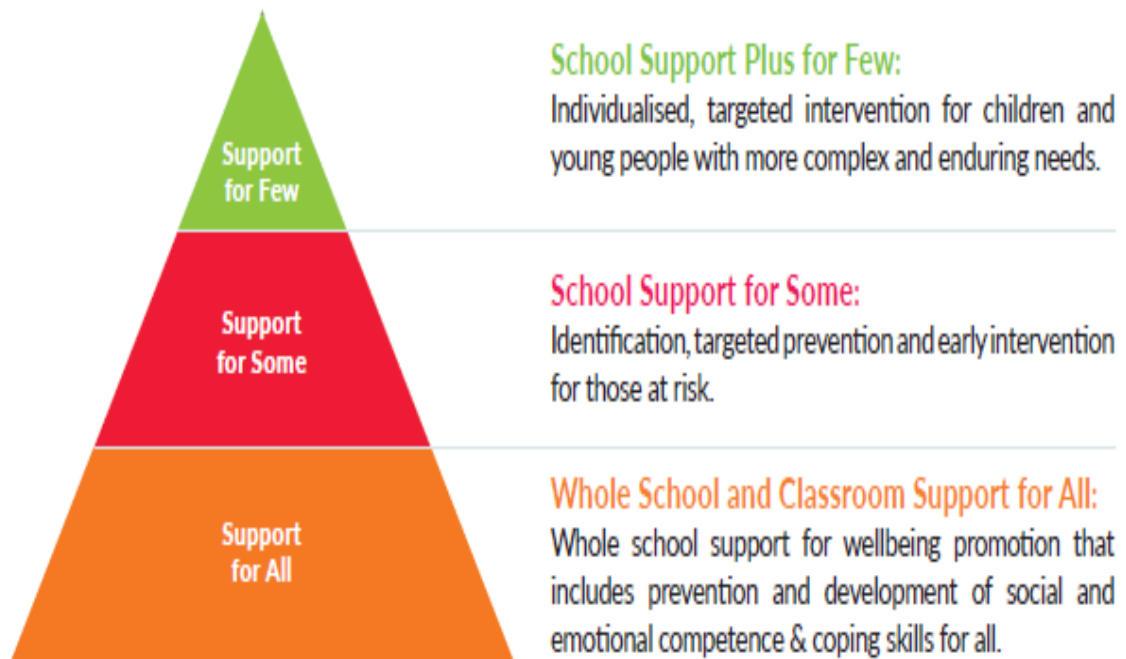 Support
for Few
School Support Plus for Few:
Individualised, targeted intervention for children and
young people with more complex and enduring needs.
Support
for Some
School Support for Some:
Identification, targeted prevention and early intervention
for those at risk.
Support
for All
Whole School and Classroom Support for All:
Whole school support for wellbeing promotion that
includes prevention and development of social and
emotional competence & coping skills for all.